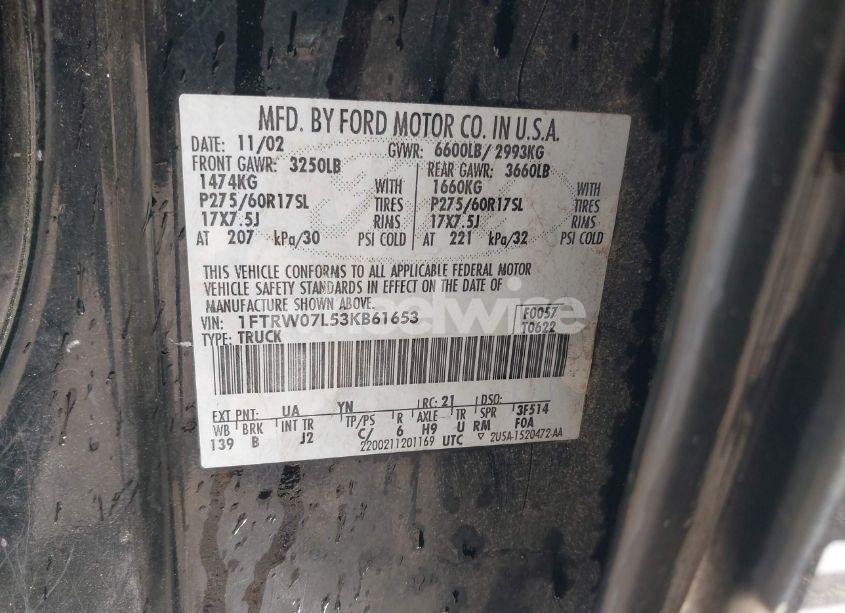 MFD. BY FORD MOTOR CO. IN U.S.A.
DATE: 11/02 GVWR: 6600LB/ 2993KG
FRONT GAWR: 3250LB REAR GAWR: 3660LB
1474KG WITH 1660KG WITH
P275/60R17SL TIRES P275/60R17SL TIRES
17X7.5J RIMS 17X7.5J RIMS
AT 207 kPa/30 PSI COLD AT 221 kPa/32 PSI COLD
THIS VEHICLE CONFORMS TO ALL APPLICABLE FEDERAL MOTOR
VEHICLE SAFETY STANDARDS IN EFFECT ON THE DATE OF
MANUFACTURE SHOWN ABOVE.
VIN: 1FTRW07L53KB61653 F0057
TYPE: TRUCK T0622
EXT PNT: UA YN RC: 21 DSO:
WB BRK INT TR TP/PS R AXLE TR SPR 3F514
139 B J2 C/ 6 H9 U RM F0A
2200211201169 UTC ▽ 2U5A-1520472-AA